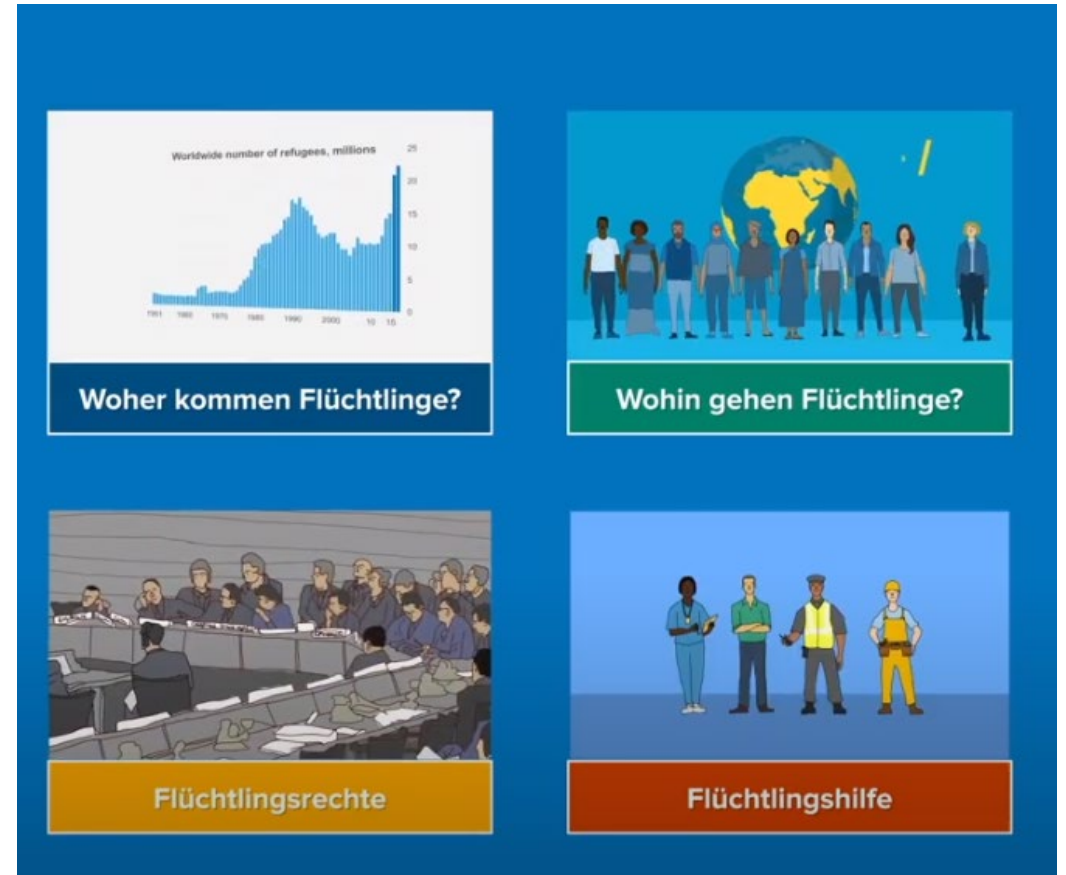 Worldwide number of refugees, millions
25
20
15
10
5
0
1951 1960 1970 1980 1990 2000 10 15
Woher kommen Flüchtlinge?
Wohin gehen Flüchtlinge?
Flüchtlingsrechte
Flüchtlingshilfe